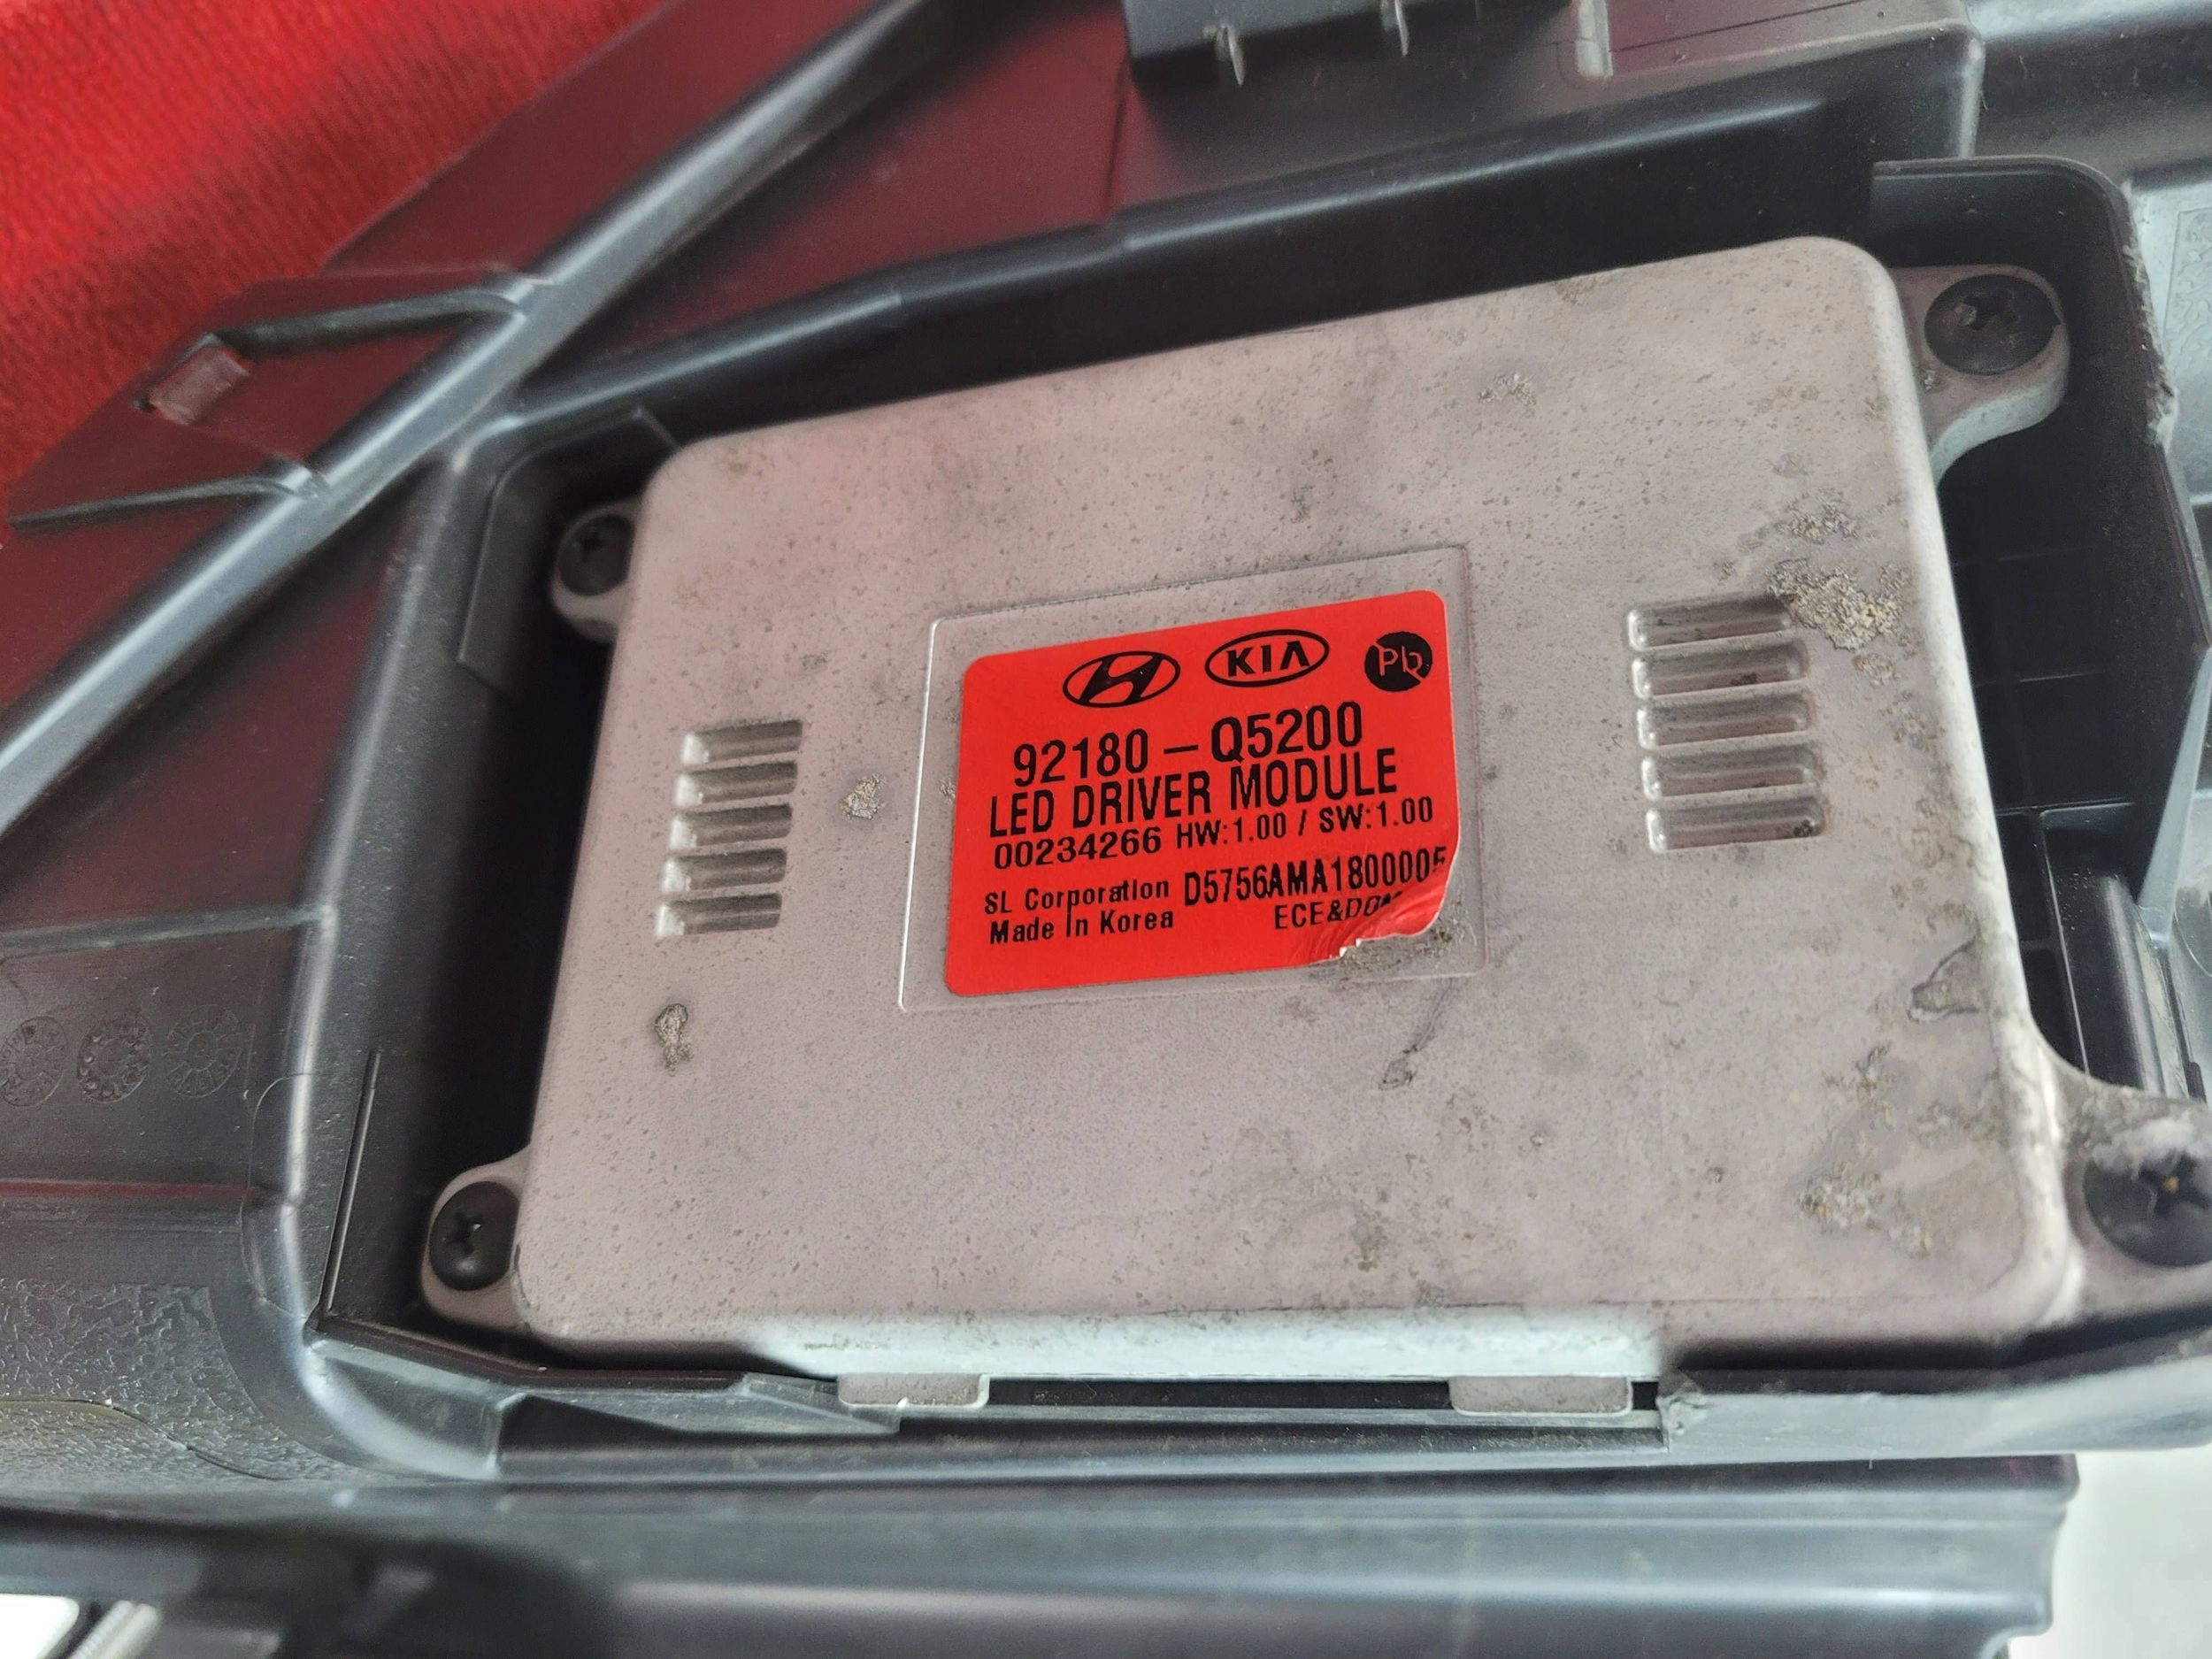 KIA Pb
92180-Q5200
LED DRIVER MODULE
00234266 HW:1.00 / SW:1.00
SL Corporation D5756AMA1800005
Made In Korea